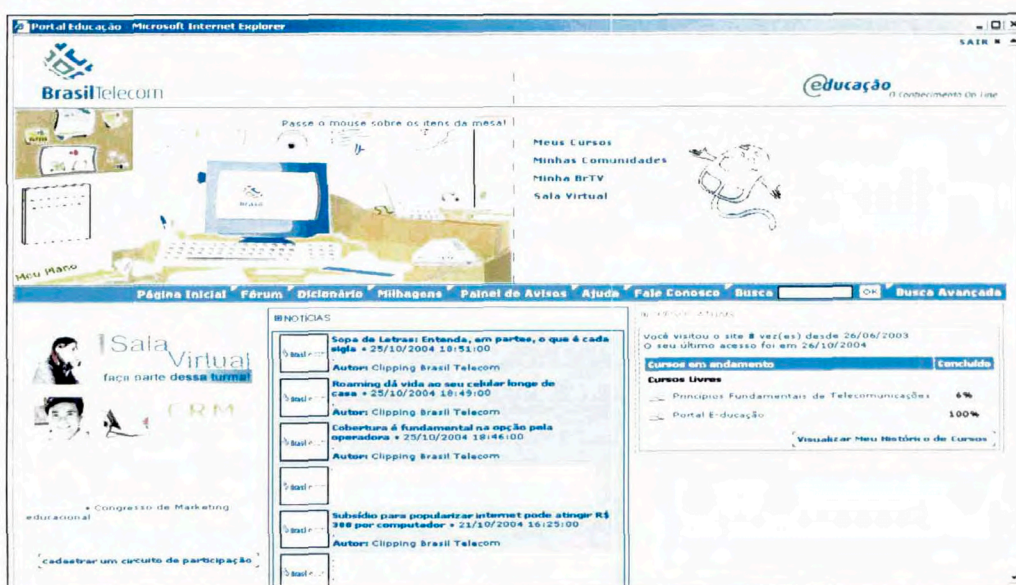 Portal Educação - Microsoft Internet Explorer
SAIR
BrasilTelecom
educação
O Conhecimento On Line
Passe o mouse sobre os itens da mesa!
Meus Cursos
Minhas Comunidades
Minha BrTV
Sala Virtual
Brasil
Meu Plano
Página Inicial Fórum Dicionário Milhagens Painel de Avisos Ajuda Fale Conosco Busca OK Busca Avançada
Sala Virtual
faça parte dessa turma!
CRM
• Congresso de Marketing
educacional
cadastrar um circuito de participação
NOTÍCIAS
Sopa de Letras: Entenda, em partes, o que é cada
sigla • 25/10/2004 18:51:00
Autor: Clipping Brasil Telecom
Roaming dá vida ao seu celular longe de
casa • 25/10/2004 18:49:00
Autor: Clipping Brasil Telecom
Cobertura é fundamental na opção pela
operadora • 25/10/2004 18:46:00
Autor: Clipping Brasil Telecom
Subsídio para popularizar internet pode atingir R$
388 por computador • 21/10/2004 16:25:00
Autor: Clipping Brasil Telecom
Você visitou o site 8 vez(es) desde 26/06/2003
O seu último acesso foi em 26/10/2004
Cursos em andamento Concluído
Cursos Livres
Princípios Fundamentais de Telecomunicações 6%
Portal E-ducação 100%
Visualizar Meu Histórico de Cursos